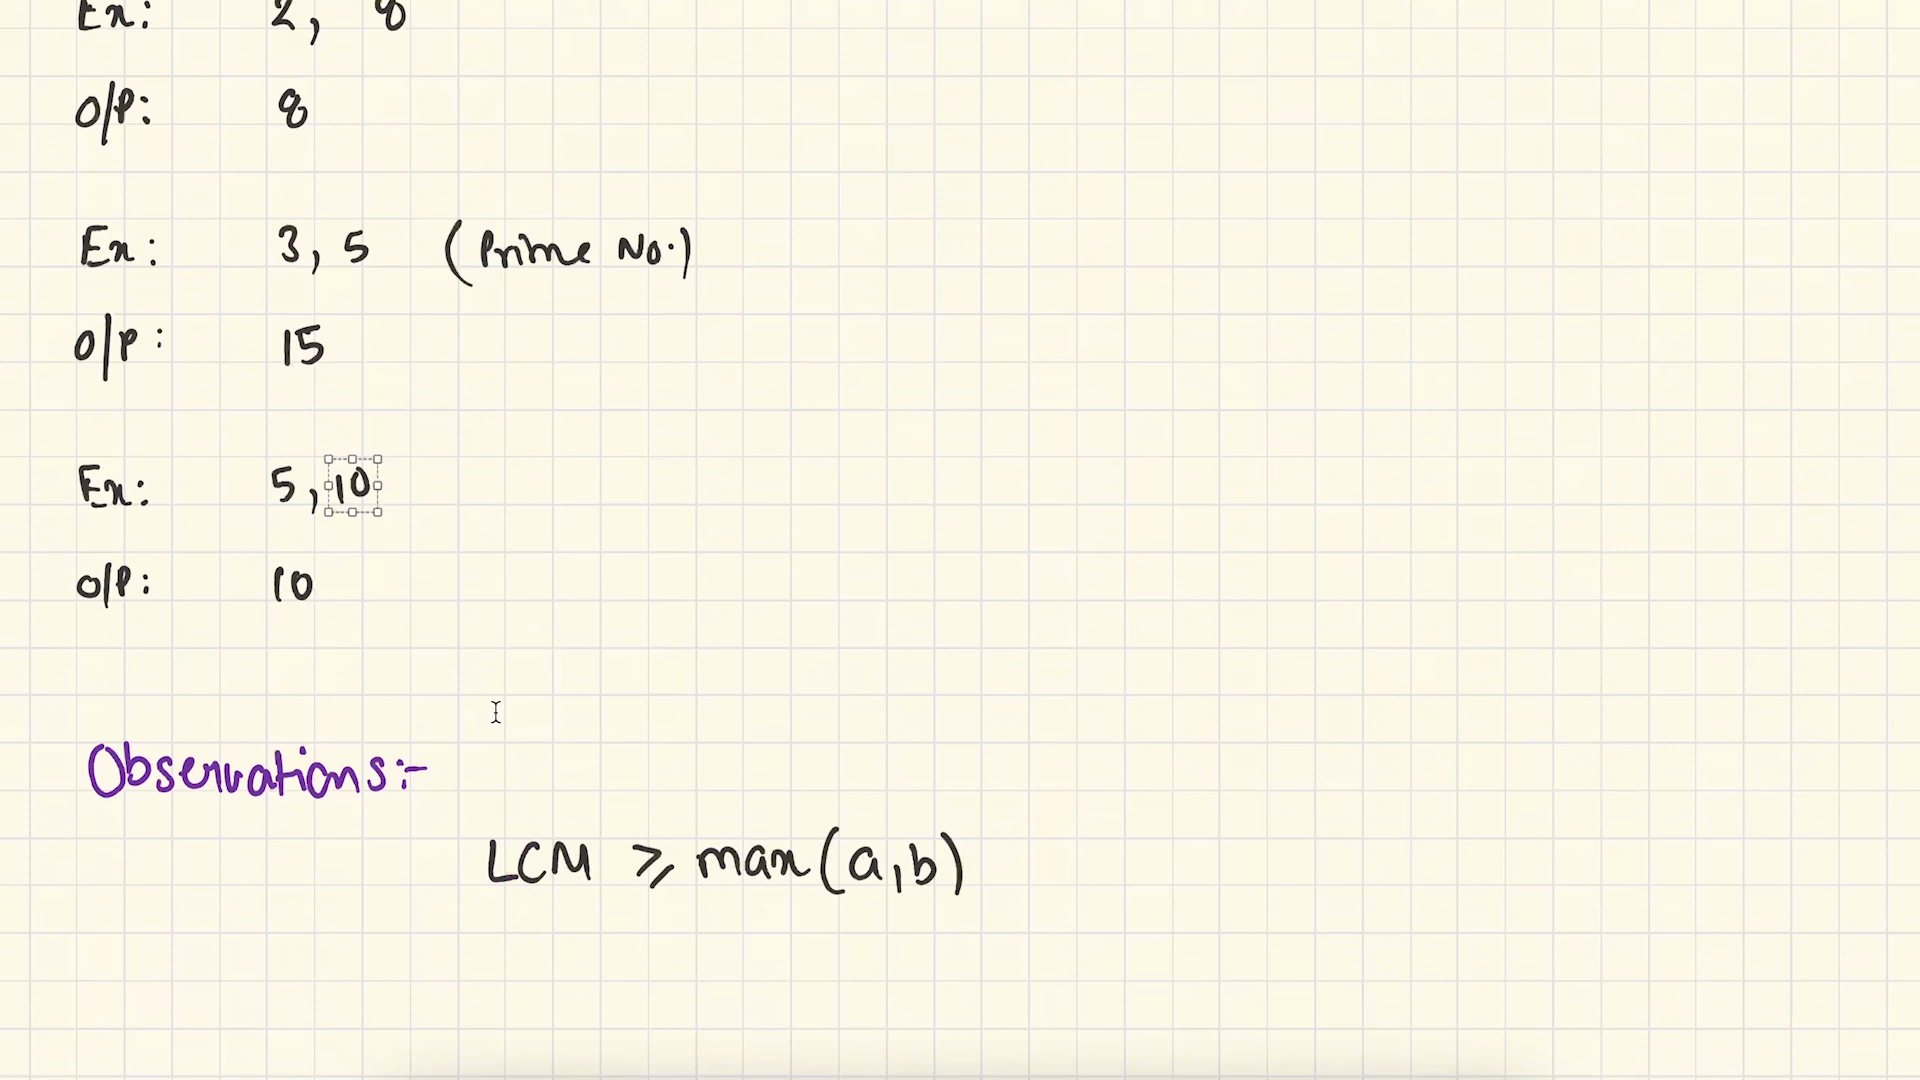 Ex: 2, 8
O/P: 8
Ex: 3, 5 (Prime No.)
O/P: 15
Ex: 5, 10
O/P: 10
Observations:-
LCM ⩾ max(a,b)